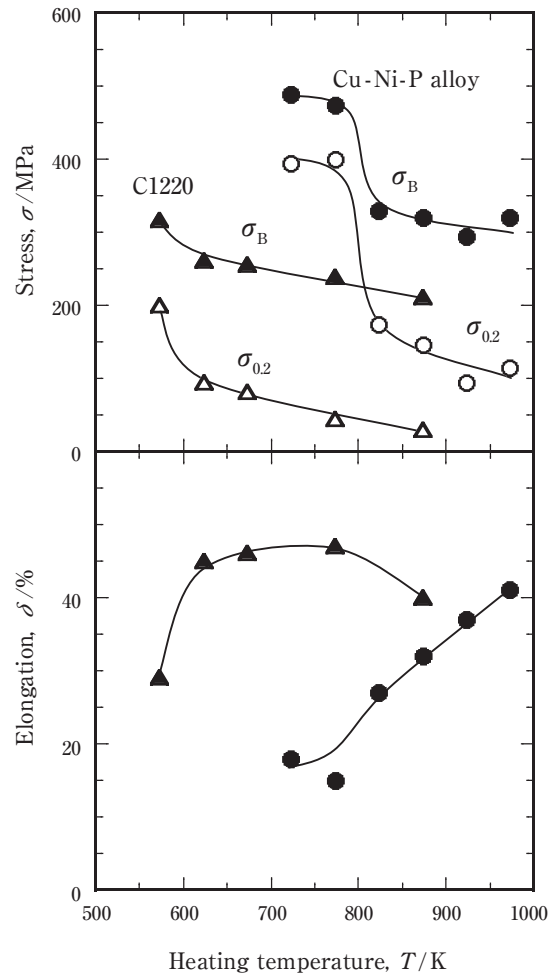 600
Cu-Ni-P alloy
400
C1220
σB
σB
200
σ0.2
σ0.2
0
Stress, σ/MPa
40
20
0
Elongation, δ/%
500 600 700 800 900 1000
Heating temperature, T/K